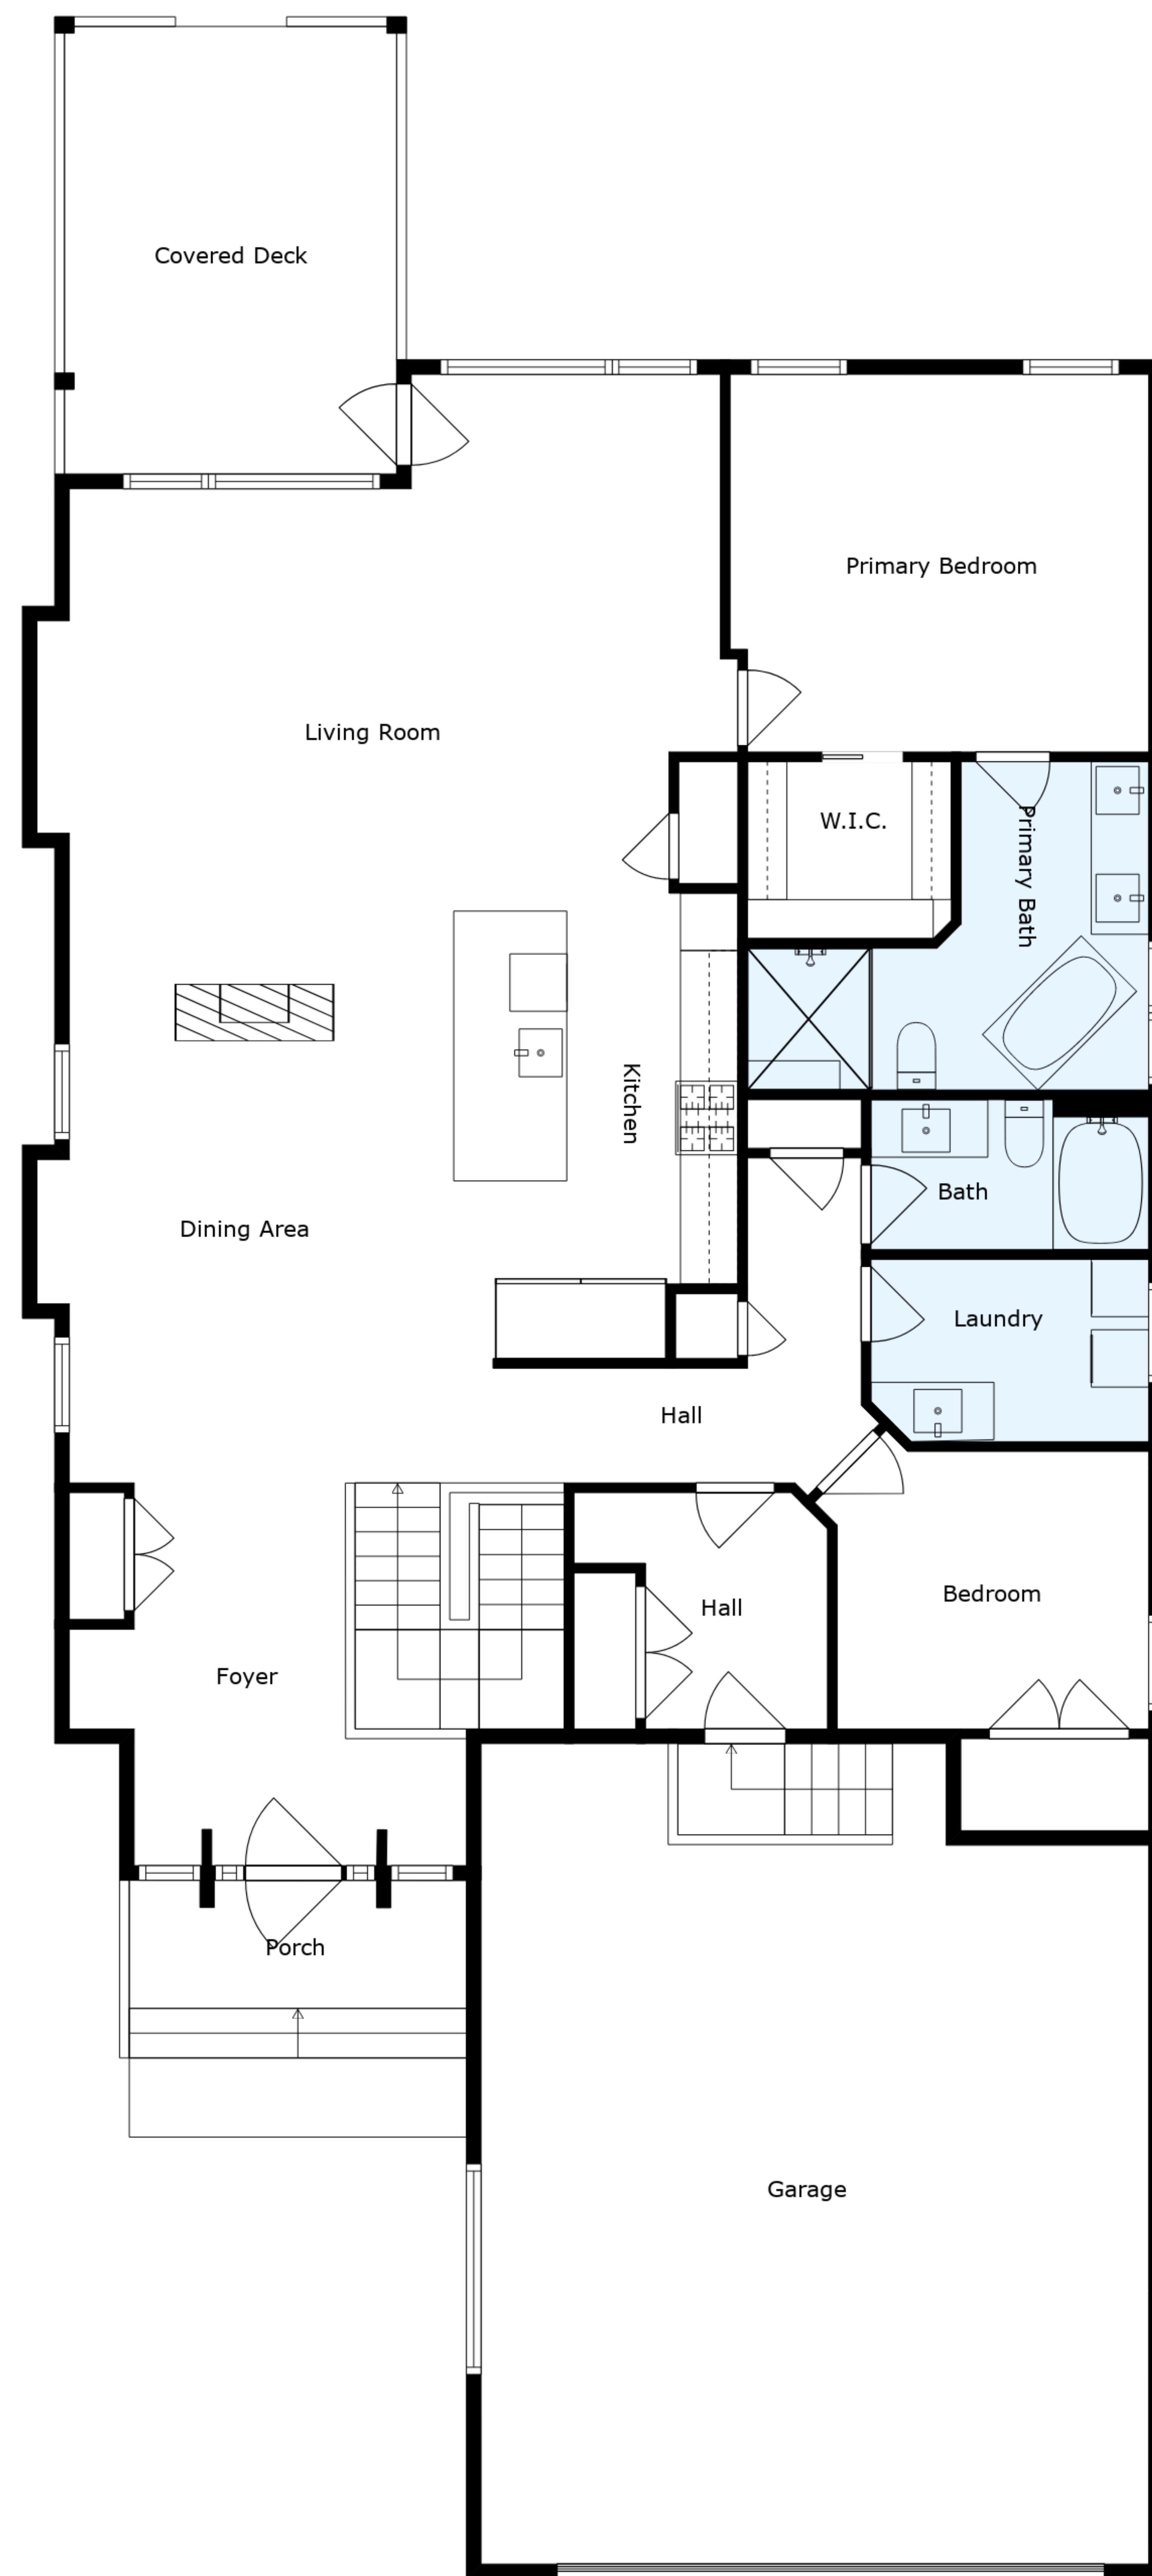 Covered Deck
Primary Bedroom
Living Room
W.I.C.
Primary Bath
Kitchen
Bath
Dining Area
Laundry
Hall
Bedroom
Hall
Foyer
Porch
Garage